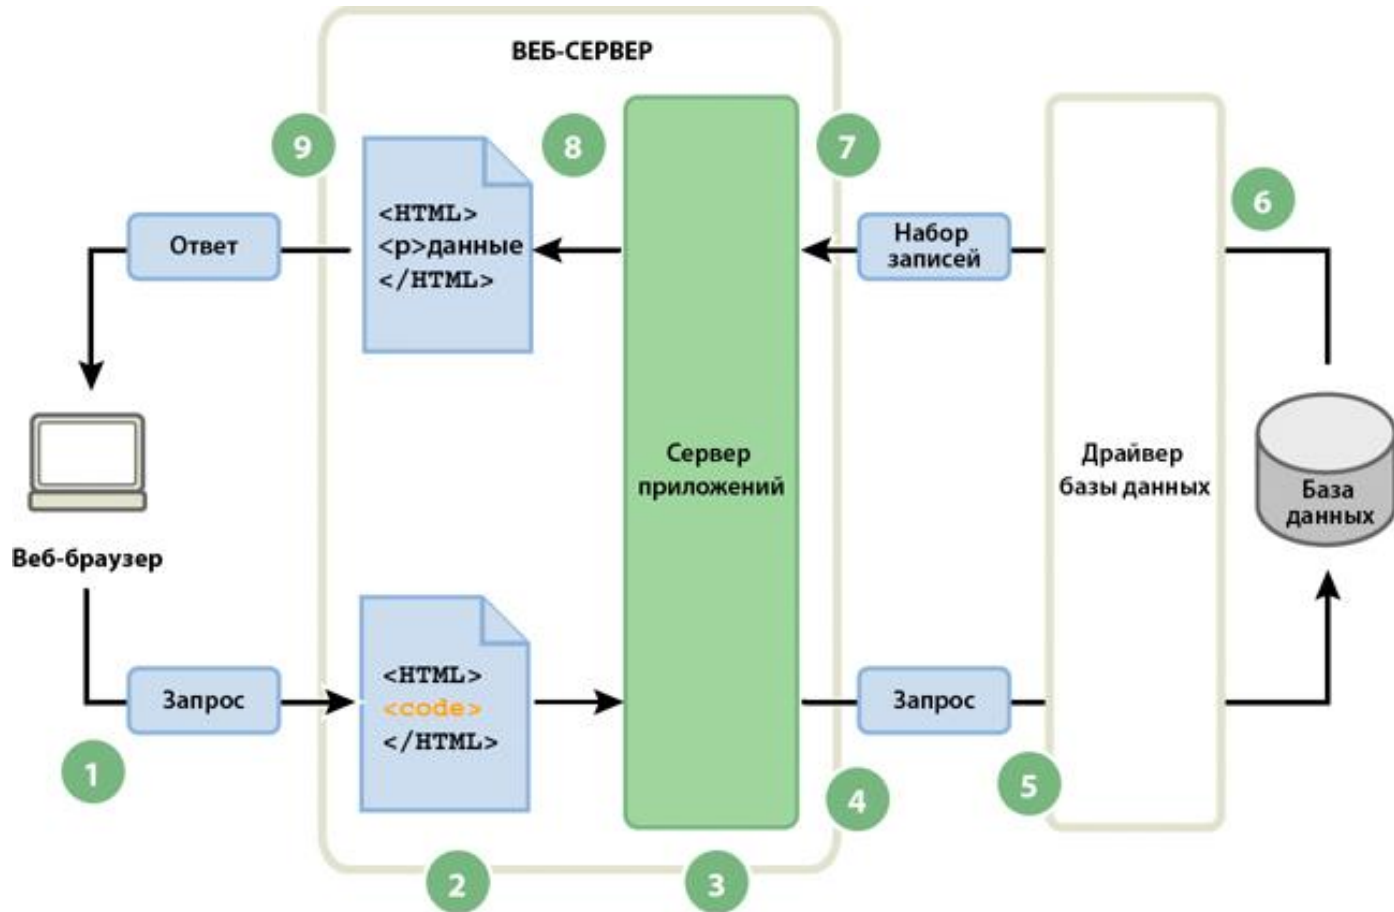 ВЕБ-СЕРВЕР
9
8
7
6
<HTML>
<p>данные
</HTML>
Ответ
Набор
записей
Сервер
приложений
Драйвер
базы данных
База
данных
Веб-браузер
Запрос
<HTML>
<code>
</HTML>
Запрос
1
2
3
4
5